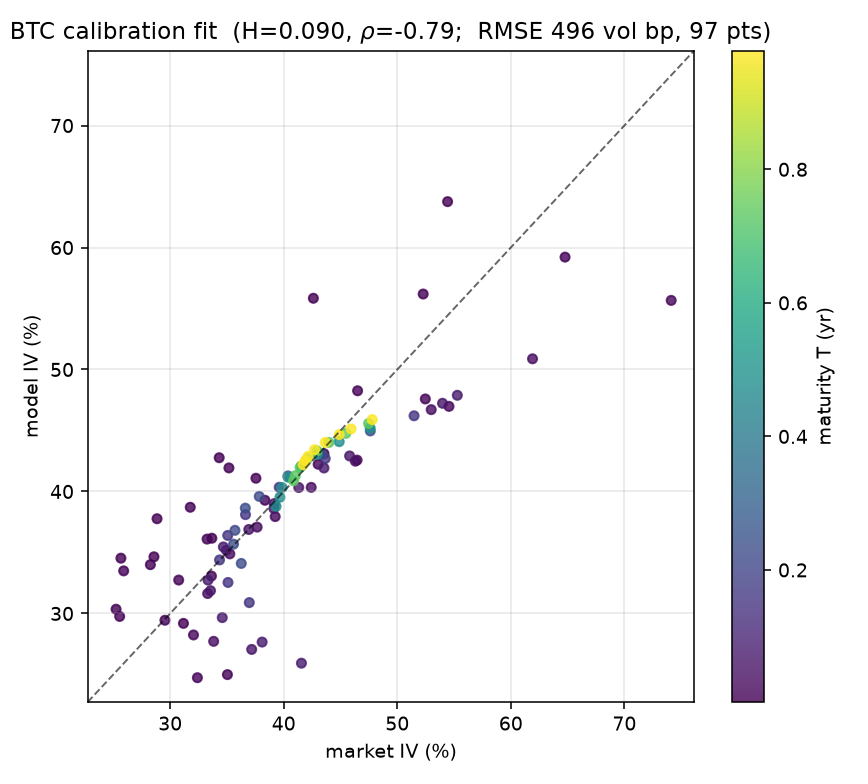 BTC calibration fit (H=0.090, ρ=-0.79; RMSE 496 vol bp, 97 pts)
70
60
50
40
30
model IV (%)
30 40 50 60 70
market IV (%)
0.8
0.6
0.4
0.2
maturity T (yr)